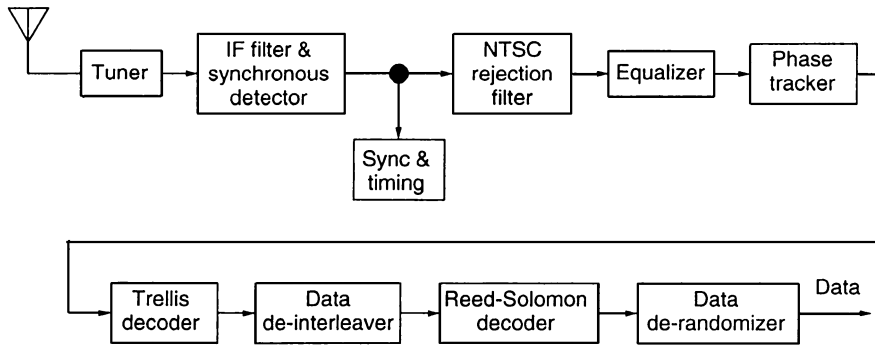 Tuner
IF filter &
synchronous
detector
NTSC
rejection
filter
Equalizer
Phase
tracker
Sync &
timing
Trellis
decoder
Data
de-interleaver
Reed-Solomon
decoder
Data
de-randomizer
Data